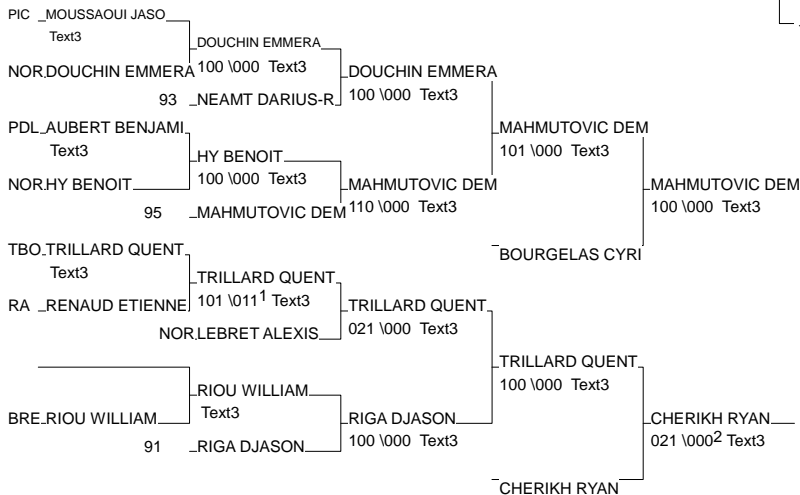 PIC MOUSSAOUI JASO
Text3
DOUCHIN EMMERA
NOR DOUCHIN EMMERA 100 \000 Text3 DOUCHIN EMMERA
93 NEAMT DARIUS-R 100 \000 Text3
PDL AUBERT BENJAMI MAHMUTOVIC DEM
Text3 101 \000 Text3
HY BENOIT
100 \000 Text3
NOR HY BENOIT MAHMUTOVIC DEM MAHMUTOVIC DEM
95 MAHMUTOVIC DEM 110 \000 Text3 100 \000 Text3
TBO TRILLARD QUENT BOURGELAS CYRI
Text3
TRILLARD QUENT
101 \011¹ Text3
RA RENAUD ETIENNE TRILLARD QUENT
NOR LEBRET ALEXIS 021 \000 Text3
TRILLARD QUENT
100 \000 Text3
RIOU WILLIAM
Text3
BRE RIOU WILLIAM RIGA DJASON CHERIKH RYAN
91 RIGA DJASON 100 \000 Text3 021 \000² Text3
CHERIKH RYAN